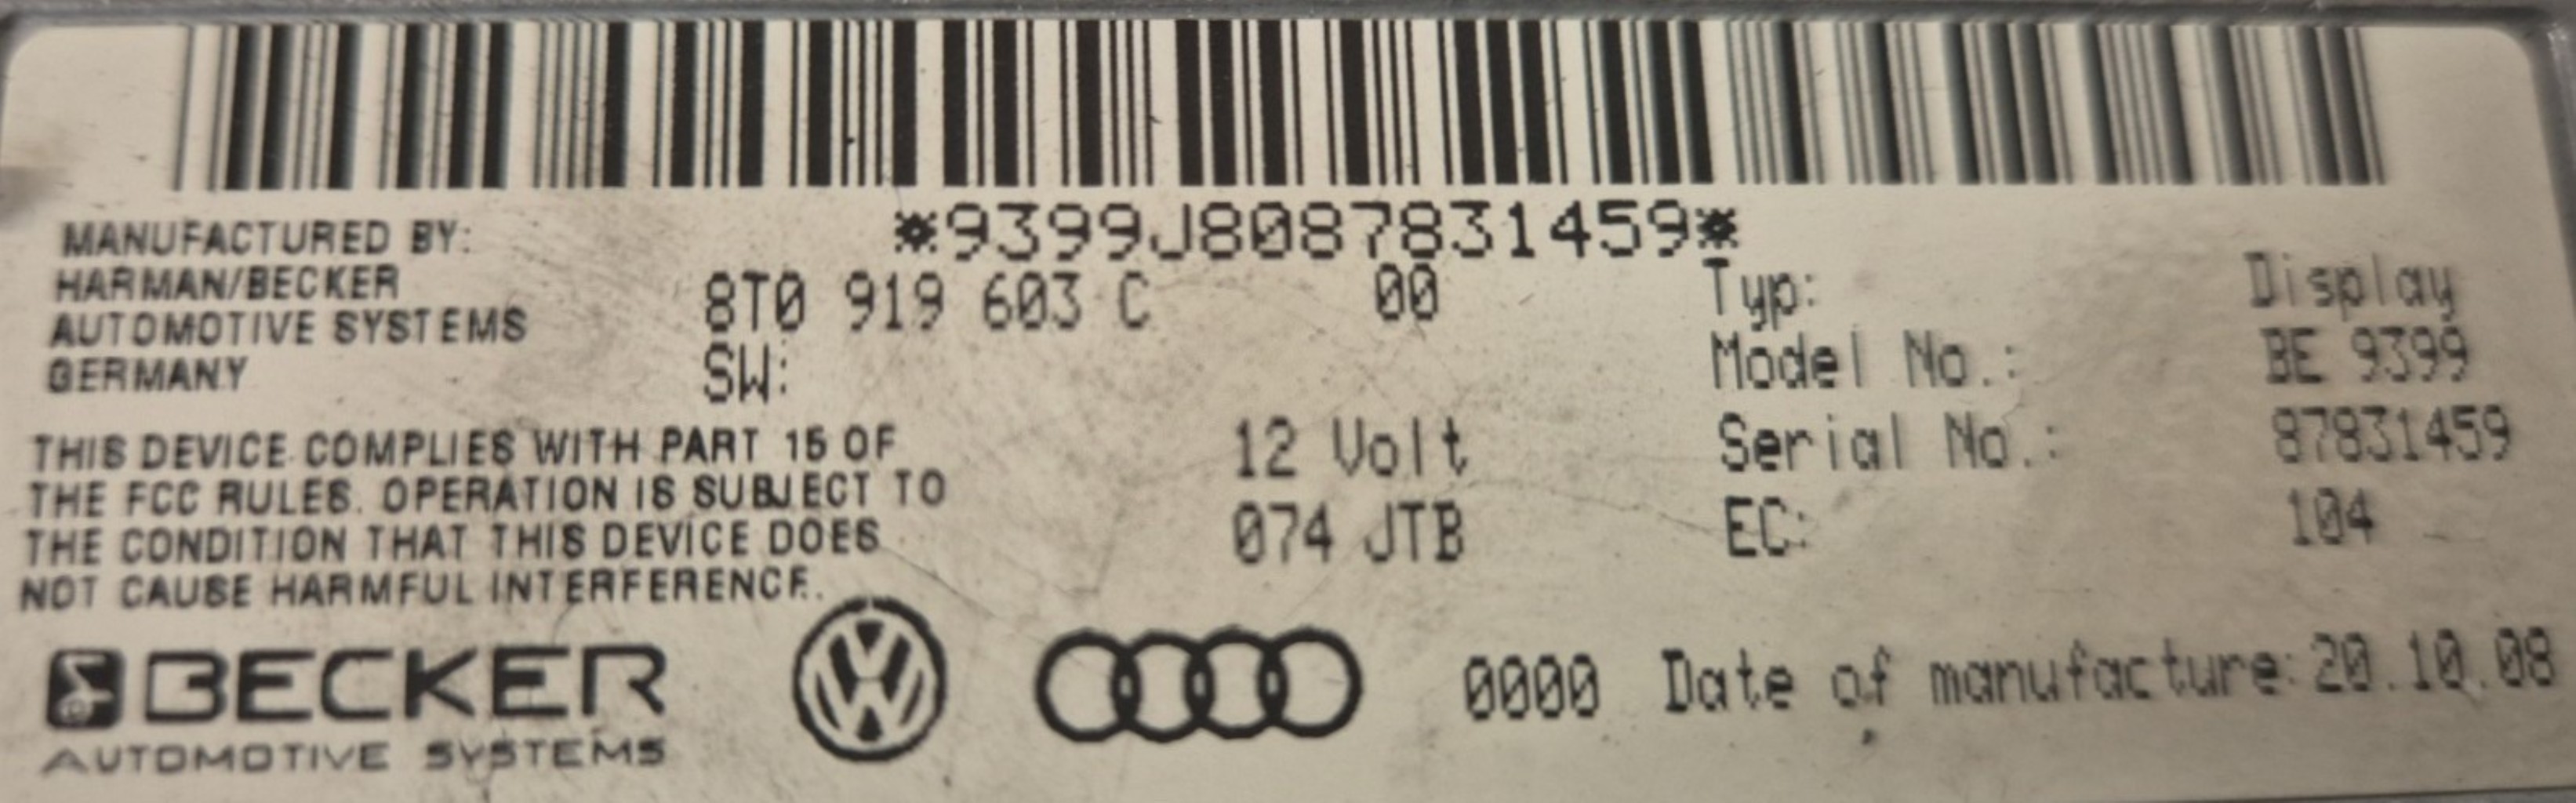 *9399J8087831459*
MANUFACTURED BY:
HARMAN/BECKER
AUTOMOTIVE SYSTEMS
GERMANY
8T0 919 603 C 00
SW:
Typ: Display
Model No.: BE 9399
Serial No.: 87831459
EC: 104
12 Volt
074 JTB
THIS DEVICE COMPLIES WITH PART 15 OF
THE FCC RULES. OPERATION IS SUBJECT TO
THE CONDITION THAT THIS DEVICE DOES
NOT CAUSE HARMFUL INTERFERENCE.
BECKER
AUTOMOTIVE SYSTEMS
0000 Date of manufacture: 20.10.08